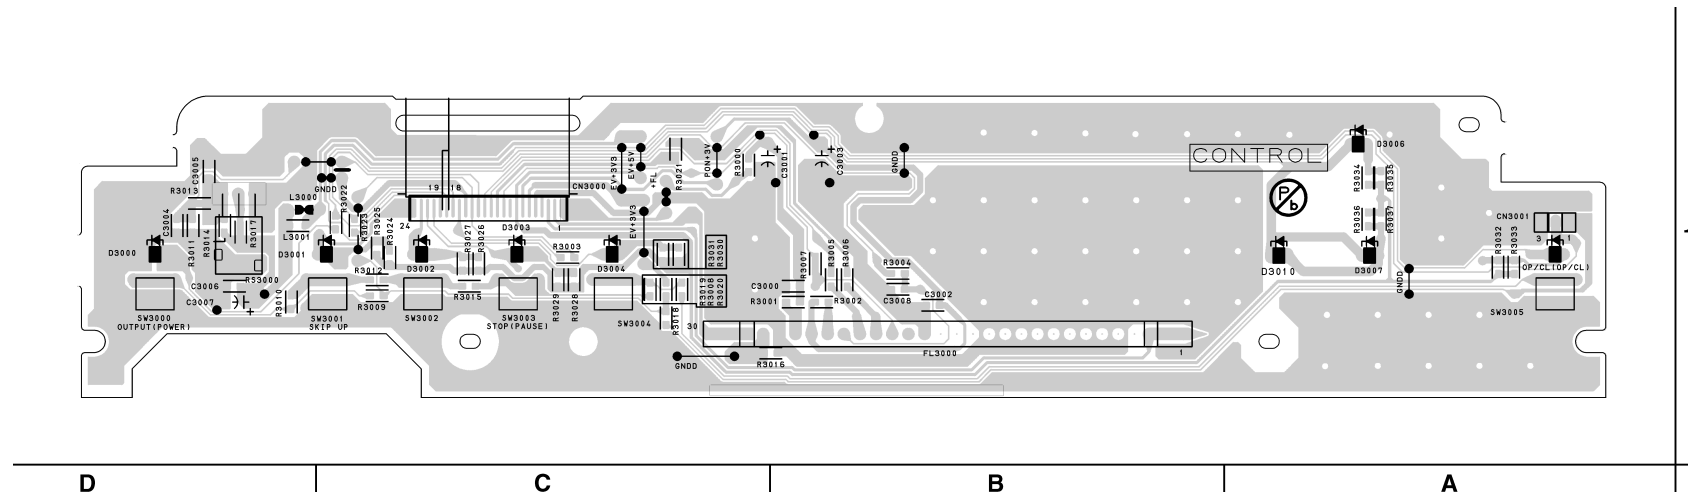 CONTROL
D3006
R3034
R3035
R3036
R3037
P/b
D3010
D3007
GNDD
CN3001
3 1
R3032
R3033
OP/CL(OP/CL)
SW3005
C3005
R3013
L3000
GNDD
R3022
C3004
R3011
R3014
R3017
L3001
R3023
R3025
R3024
D3000
D3001
RS3000
C3006
C3007
R3010
R3012
R3009
SW3000
OUTPUT(POWER)
SW3001
SKIP UP
19 18
24
1
CN3000
D3002
R3027
R3026
D3003
R3003
D3004
R3015
R3029
R3028
SW3002
SW3003
STOP(PAUSE)
SW3004
EV+3V3
EV+5V
+FL
R3021
PON+3V
R3000
C3001
C3003
GNDD
EV+3V3
R3031
R3030
R3019
R3008
R3020
R3018
30
GNDD
R3016
C3000
R3001
R3007
R3005
R3006
R3002
R3004
C3008
C3002
FL3000
1
D C B A